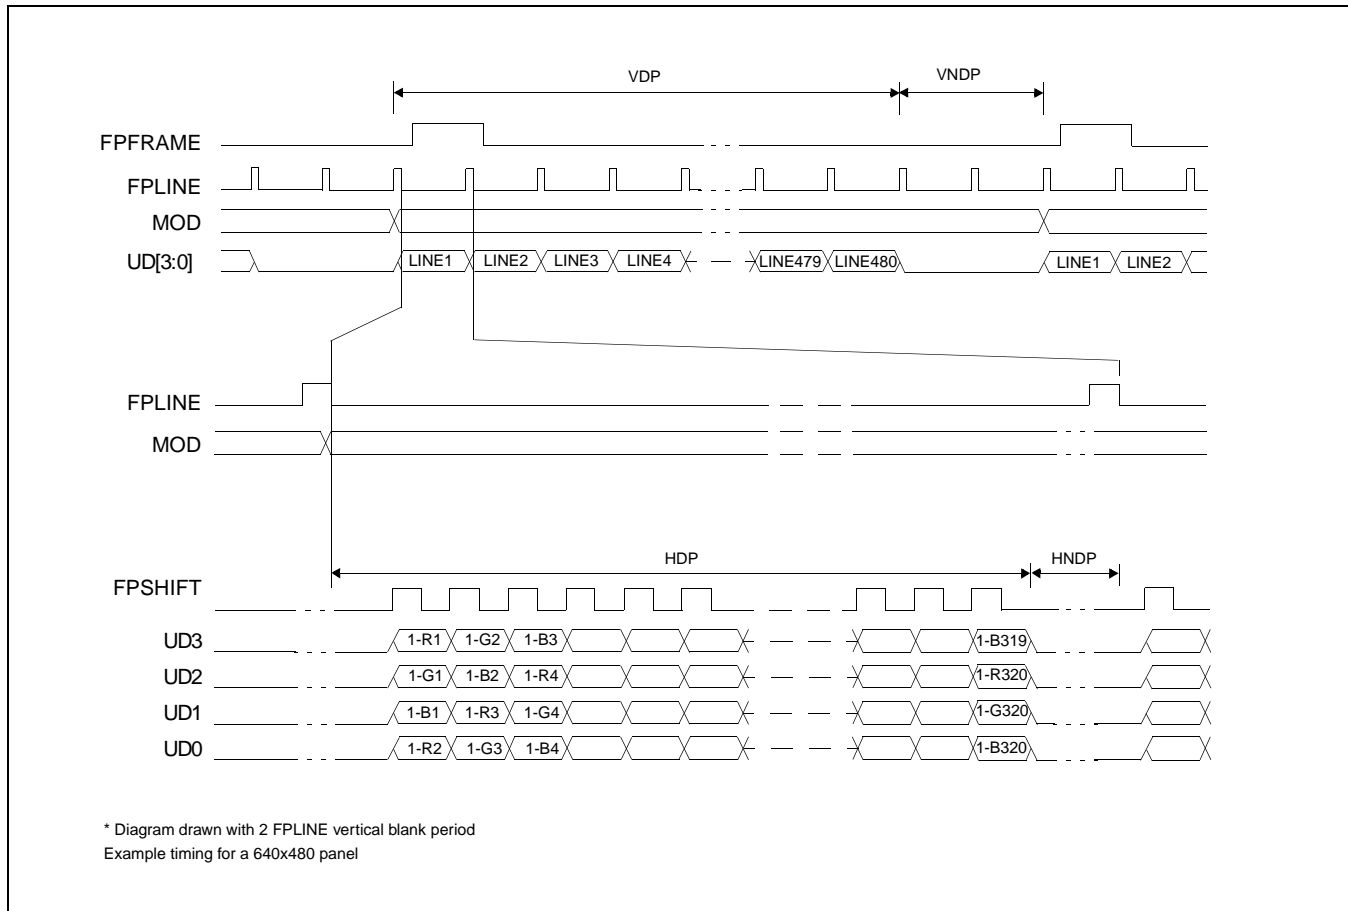 VDP VNDP
FPFRAME
FPLINE
MOD
UD[3:0] LINE1 LINE2 LINE3 LINE4 LINE479 LINE480 LINE1 LINE2
FPLINE
MOD
HDP HNDP
FPSHIFT
UD3 1-R1 1-G2 1-B3 1-B319
UD2 1-G1 1-B2 1-R4 1-R320
UD1 1-B1 1-R3 1-G4 1-G320
UD0 1-R2 1-G3 1-B4 1-B320
* Diagram drawn with 2 FPLINE vertical blank period
Example timing for a 640x480 panel